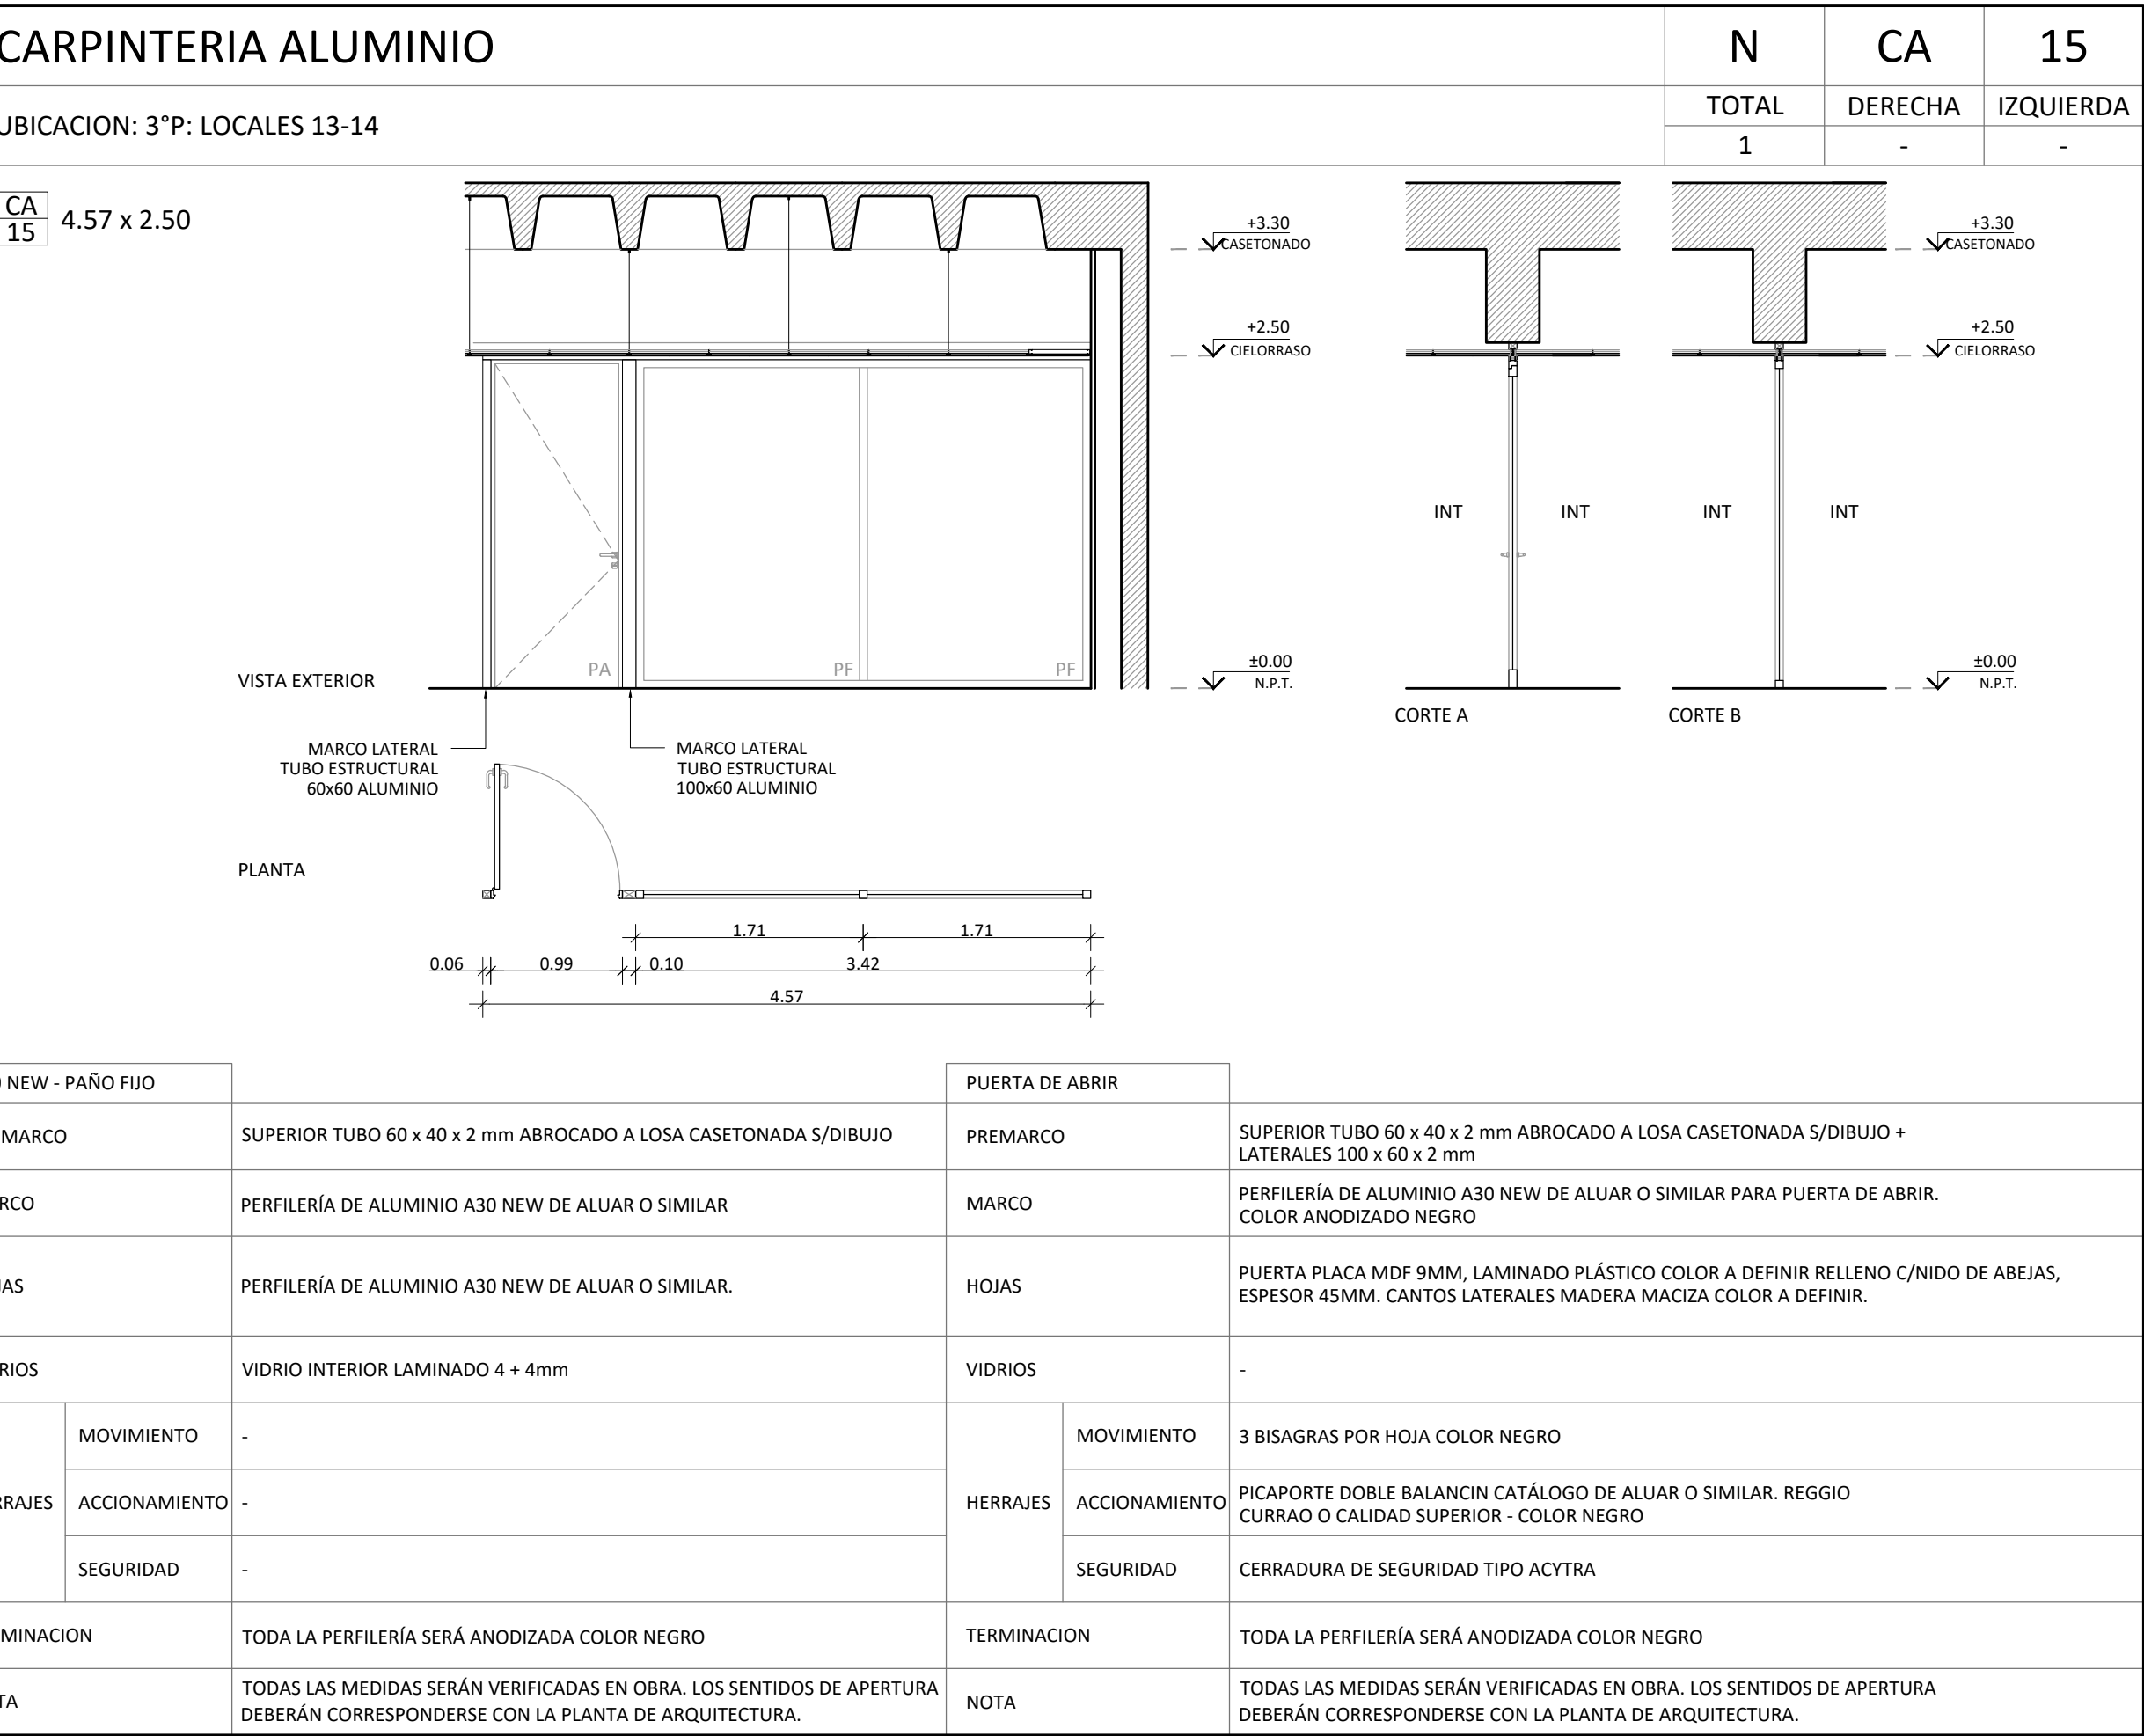 CARPINTERIA ALUMINIO
N CA 15
UBICACION: 3°P: LOCALES 13-14
TOTAL DERECHA IZQUIERDA
1 - -
CA
15
4.57 x 2.50
+3.30
CASETONADO
+2.50
CIELORRASO
±0.00
N.P.T.
+3.30
CASETONADO
+2.50
CIELORRASO
±0.00
N.P.T.
INT INT INT INT
PA PF PF
VISTA EXTERIOR
CORTE A CORTE B
MARCO LATERAL
TUBO ESTRUCTURAL
60x60 ALUMINIO
MARCO LATERAL
TUBO ESTRUCTURAL
100x60 ALUMINIO
PLANTA
1.71 1.71
0.06 0.99 0.10 3.42
4.57
NEW - PAÑO FIJO
MARCO
SUPERIOR TUBO 60 x 40 x 2 mm ABROCADO A LOSA CASETONADA S/DIBUJO
RCO
PERFILERÍA DE ALUMINIO A30 NEW DE ALUAR O SIMILAR
JAS
PERFILERÍA DE ALUMINIO A30 NEW DE ALUAR O SIMILAR.
RIOS
VIDRIO INTERIOR LAMINADO 4 + 4mm
RRAJES
MOVIMIENTO -
ACCIONAMIENTO -
SEGURIDAD -
MINACION
TODA LA PERFILERÍA SERÁ ANODIZADA COLOR NEGRO
TA
TODAS LAS MEDIDAS SERÁN VERIFICADAS EN OBRA. LOS SENTIDOS DE APERTURA
DEBERÁN CORRESPONDERSE CON LA PLANTA DE ARQUITECTURA.
PUERTA DE ABRIR
PREMARCO
SUPERIOR TUBO 60 x 40 x 2 mm ABROCADO A LOSA CASETONADA S/DIBUJO +
LATERALES 100 x 60 x 2 mm
MARCO
PERFILERÍA DE ALUMINIO A30 NEW DE ALUAR O SIMILAR PARA PUERTA DE ABRIR.
COLOR ANODIZADO NEGRO
HOJAS
PUERTA PLACA MDF 9MM, LAMINADO PLÁSTICO COLOR A DEFINIR RELLENO C/NIDO DE ABEJAS,
ESPESOR 45MM. CANTOS LATERALES MADERA MACIZA COLOR A DEFINIR.
VIDRIOS -
HERRAJES
MOVIMIENTO
3 BISAGRAS POR HOJA COLOR NEGRO
ACCIONAMIENTO
PICAPORTE DOBLE BALANCIN CATÁLOGO DE ALUAR O SIMILAR. REGGIO
CURRAO O CALIDAD SUPERIOR - COLOR NEGRO
SEGURIDAD
CERRADURA DE SEGURIDAD TIPO ACYTRA
TERMINACION
TODA LA PERFILERÍA SERÁ ANODIZADA COLOR NEGRO
NOTA
TODAS LAS MEDIDAS SERÁN VERIFICADAS EN OBRA. LOS SENTIDOS DE APERTURA
DEBERÁN CORRESPONDERSE CON LA PLANTA DE ARQUITECTURA.